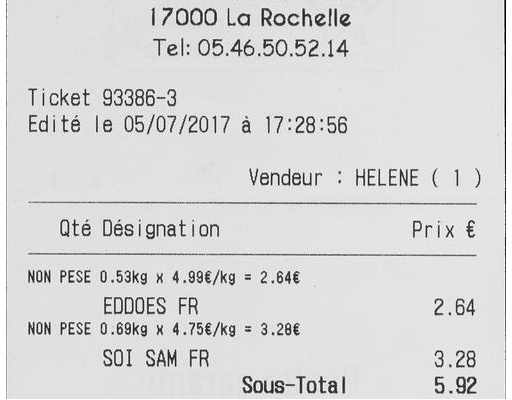 17000 La Rochelle
Tel: 05.46.50.52.14
Ticket 93386-3
Edité le 05/07/2017 à 17:28:56
Vendeur : HELENE ( 1 )
Qté Désignation Prix €
NON PESE 0.53kg x 4.99€/kg = 2.64€
EDDOES FR 2.64
NON PESE 0.69kg x 4.75€/kg = 3.28€
SOI SAM FR 3.28
Sous-Total 5.92